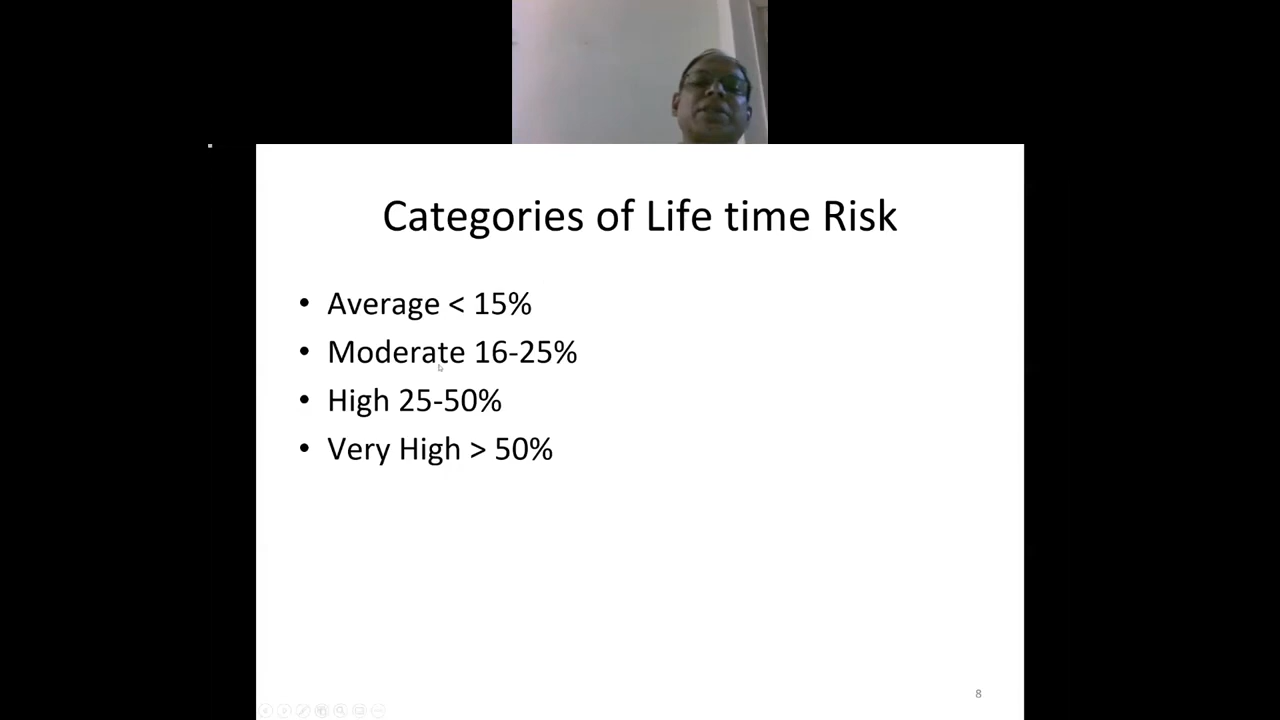 Categories of Life time Risk
• Average < 15%
• Moderate 16-25%
• High 25-50%
• Very High > 50%
8